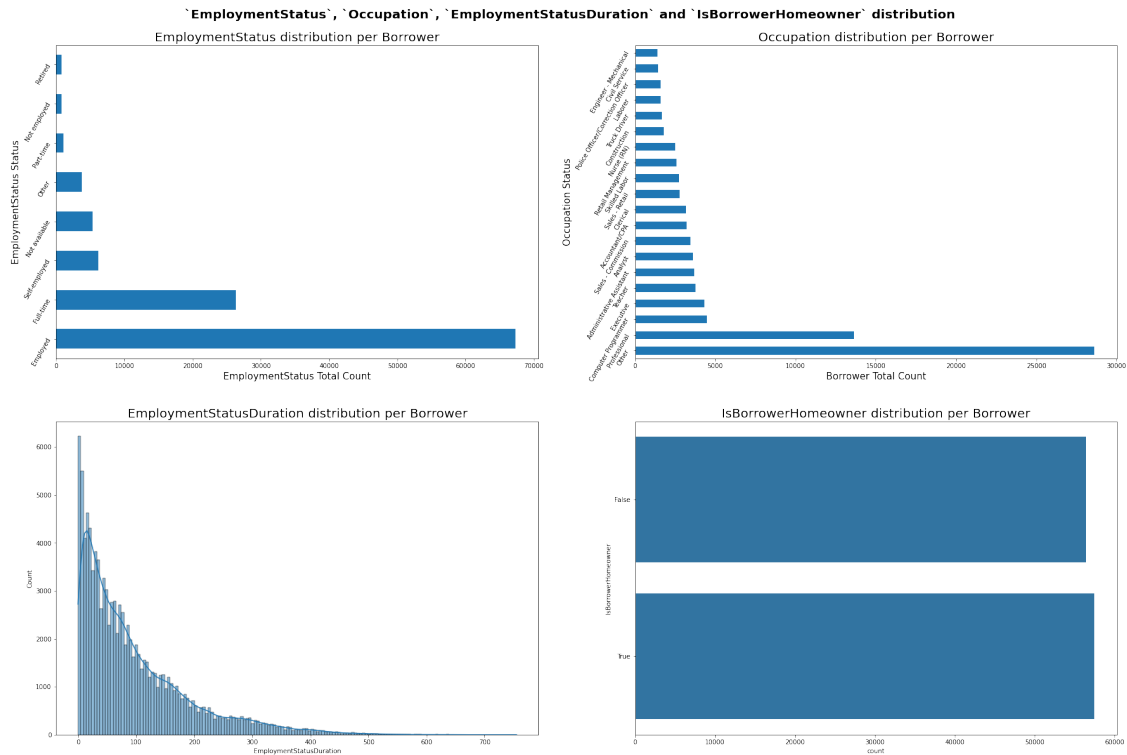 `EmploymentStatus`, `Occupation`, `EmploymentStatusDuration` and `IsBorrowerHomeowner` distribution
EmploymentStatus distribution per Borrower
EmploymentStatus Status
Retired
Not employed
Part-time
Other
Not available
Self-employed
Full-time
Employed
0 10000 20000 30000 40000 50000 60000 70000
EmploymentStatus Total Count
Occupation distribution per Borrower
Occupation Status
Engineer - Mechanical
Civil Service
Police Officer/Correction Officer
Laborer
Truck Driver
Construction
Nurse (RN)
Retail Management
Skilled Labor
Sales - Retail
Clerical
Accountant/CPA
Sales - Commission
Analyst
Administrative Assistant
Teacher
Executive
Computer Programmer
Professional
Other
0 5000 10000 15000 20000 25000 30000
Borrower Total Count
EmploymentStatusDuration distribution per Borrower
Count
6000
5000
4000
3000
2000
1000
0
0 100 200 300 400 500 600 700
EmploymentStatusDuration
IsBorrowerHomeowner distribution per Borrower
IsBorrowerHomeowner
False
True
0 10000 20000 30000 40000 50000 60000
count